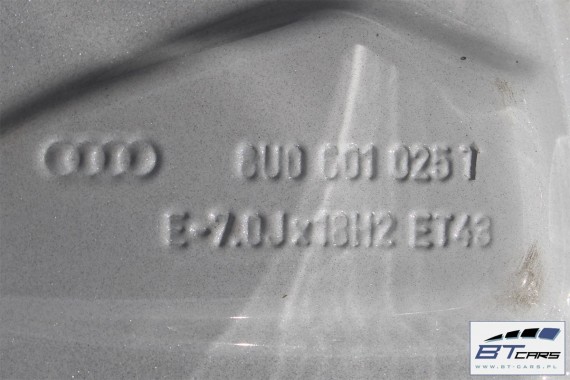 8U0 601 025 T
E-7.0Jx18H2 ET43
BT CARS
WWW.BT-CARS.PL